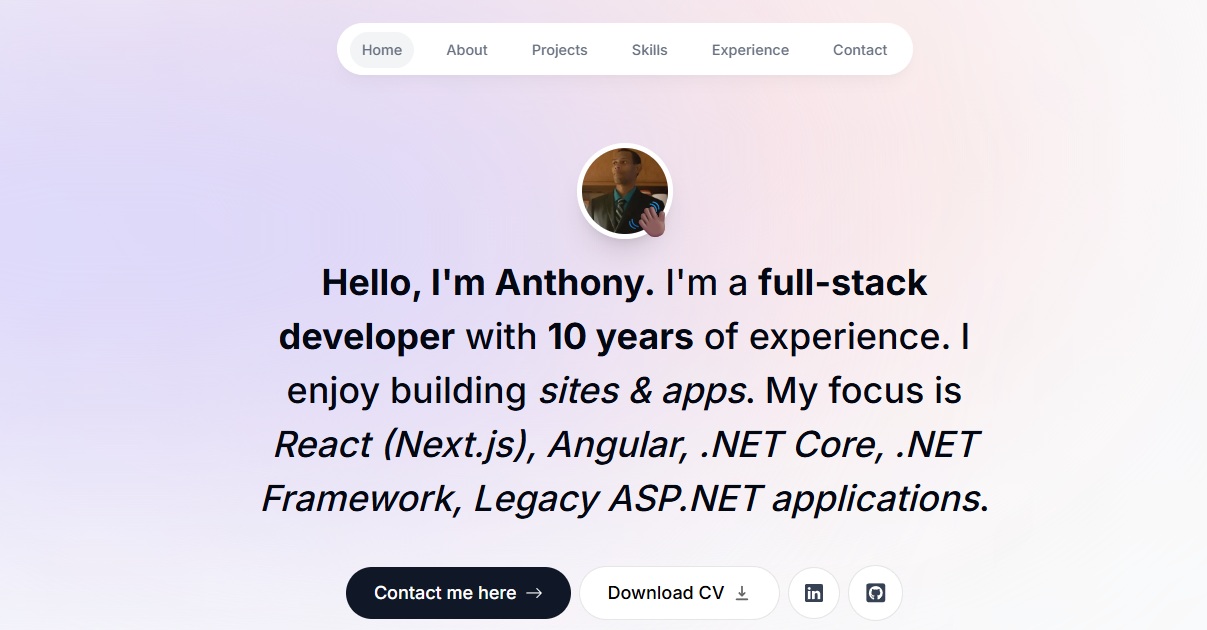 Home About Projects Skills Experience Contact
Hello, I'm Anthony. I'm a full-stack
developer with 10 years of experience. I
enjoy building sites & apps. My focus is
React (Next.js), Angular, .NET Core, .NET
Framework, Legacy ASP.NET applications.
Contact me here → Download CV in